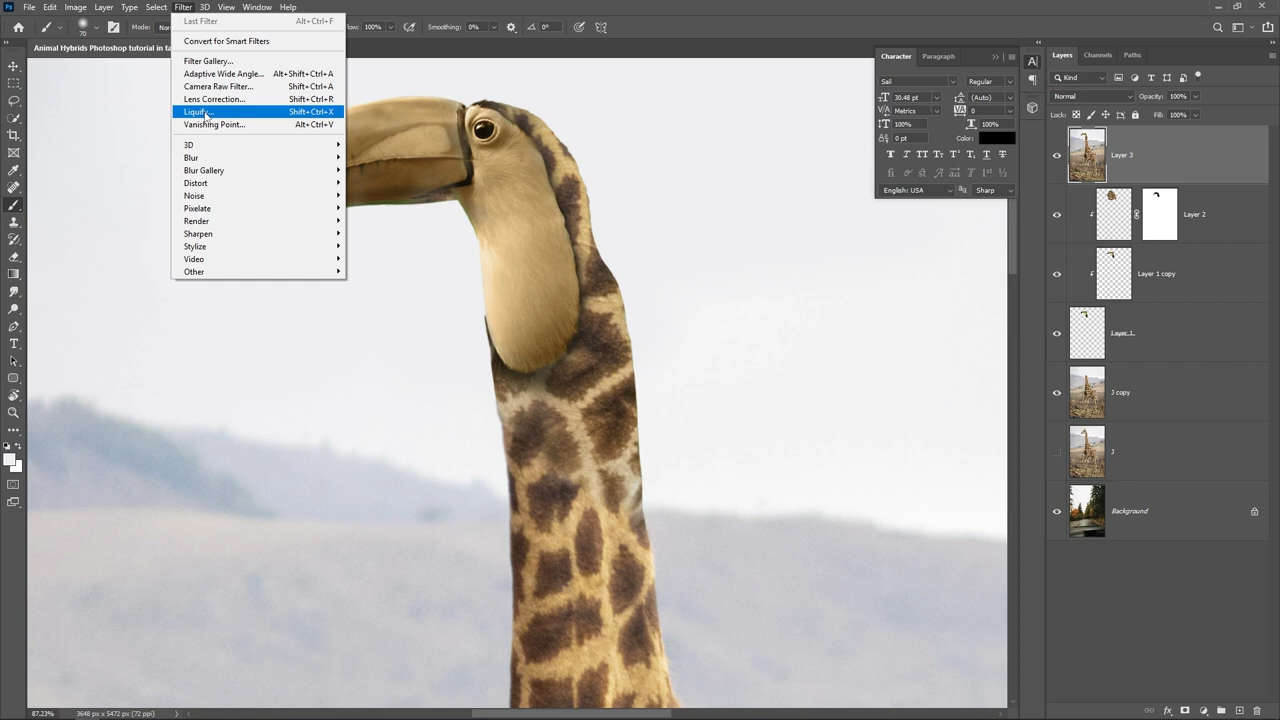 File Edit Image Layer Type Select Filter 3D View Window Help
70 Mode: 100% Smoothing: 0% 0°
Animal Hybrids Photoshop tutorial in ta
Last Filter Alt+Ctrl+F
Convert for Smart Filters
Filter Gallery...
Adaptive Wide Angle... Alt+Shift+Ctrl+A
Camera Raw Filter... Shift+Ctrl+A
Lens Correction... Shift+Ctrl+R
Shift+Ctrl+X
Vanishing Point... Alt+Ctrl+V
3D
Blur
Blur Gallery
Distort
Noise
Pixelate
Render
Sharpen
Stylize
Video
Other
Character Paragraph
Sail Regular
30.48 pt (Auto)
Metrics 0
100% 100%
0 pt Color:
English: USA Sharp
Layers Channels Paths
Kind
Normal Opacity: 100%
Lock: Fill: 100%
Layer 3
Layer 2
Layer 1 copy
Layer 1
J copy
J
Background
87.23% 3648 px x 5472 px (72 ppi)